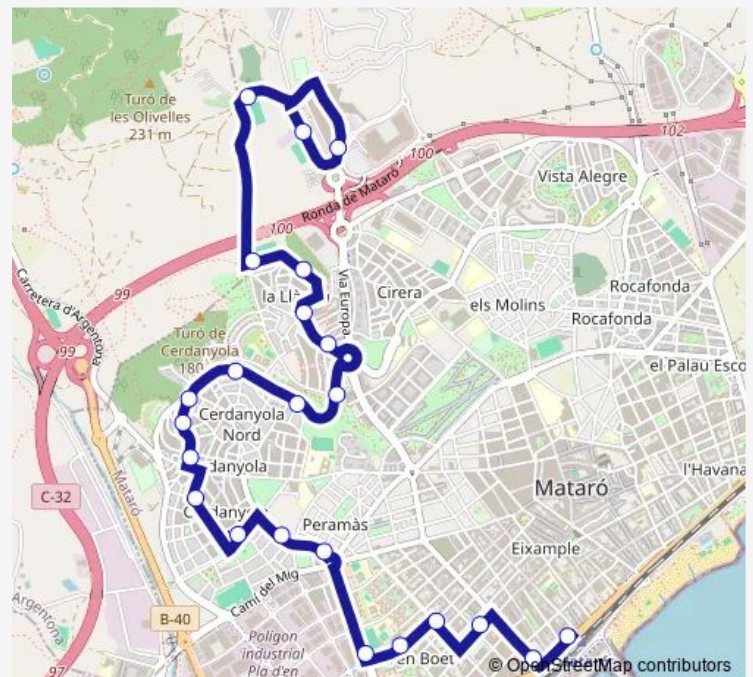 Turó de
les Olivelles
231 m
102
100
Ronda de Mataró
Vista Alegre
100
Carretera d'Argentona
99
la Ll
Via Europa
Cirera
els Molins
Rocafonda
Rocafonda
99
Turó de
Cerdanyola
180
el Palau Esco
Cerdanyola
Nord
danyola
Mataró
C-32
l'Havana
Mataró
Peramàs
Eixample
Camí del Mig
Argentona
B-40
Polígon
industrial
Pla d'en
97
en Boet
© OpenStreetMap contributors